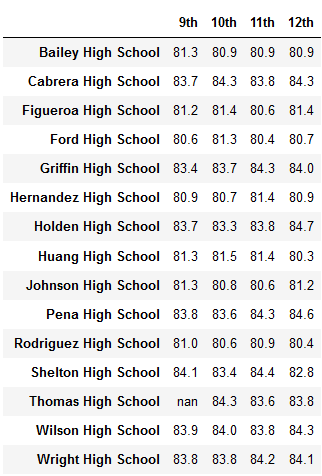 9th 10th 11th 12th
Bailey High School 81.3 80.9 80.9 80.9
Cabrera High School 83.7 84.3 83.8 84.3
Figueroa High School 81.2 81.4 80.6 81.4
Ford High School 80.6 81.3 80.4 80.7
Griffin High School 83.4 83.7 84.3 84.0
Hernandez High School 80.9 80.7 81.4 80.9
Holden High School 83.7 83.3 83.8 84.7
Huang High School 81.3 81.5 81.4 80.3
Johnson High School 81.3 80.8 80.6 81.2
Pena High School 83.8 83.6 84.3 84.6
Rodriguez High School 81.0 80.6 80.9 80.4
Shelton High School 84.1 83.4 84.4 82.8
Thomas High School nan 84.3 83.6 83.8
Wilson High School 83.9 84.0 83.8 84.3
Wright High School 83.8 83.8 84.2 84.1